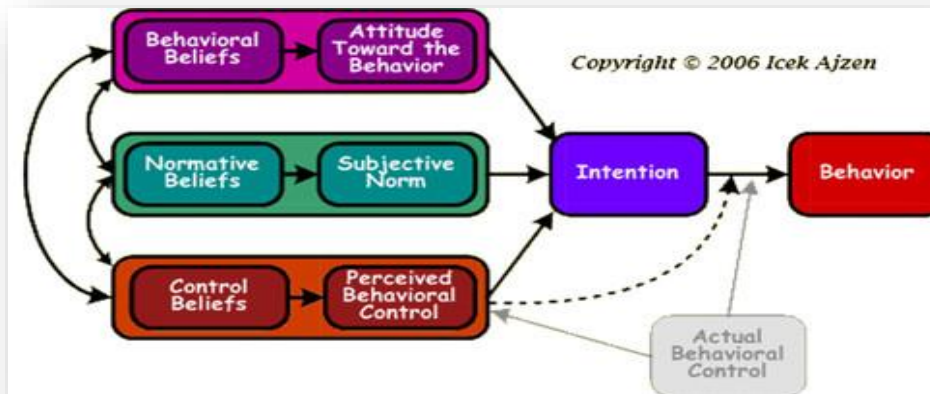 Behavioral
Beliefs
Attitude
Toward the
Behavior
Copyright © 2006 Icek Ajzen
Normative
Beliefs
Subjective
Norm
Intention
Behavior
Control
Beliefs
Perceived
Behavioral
Control
Actual
Behavioral
Control